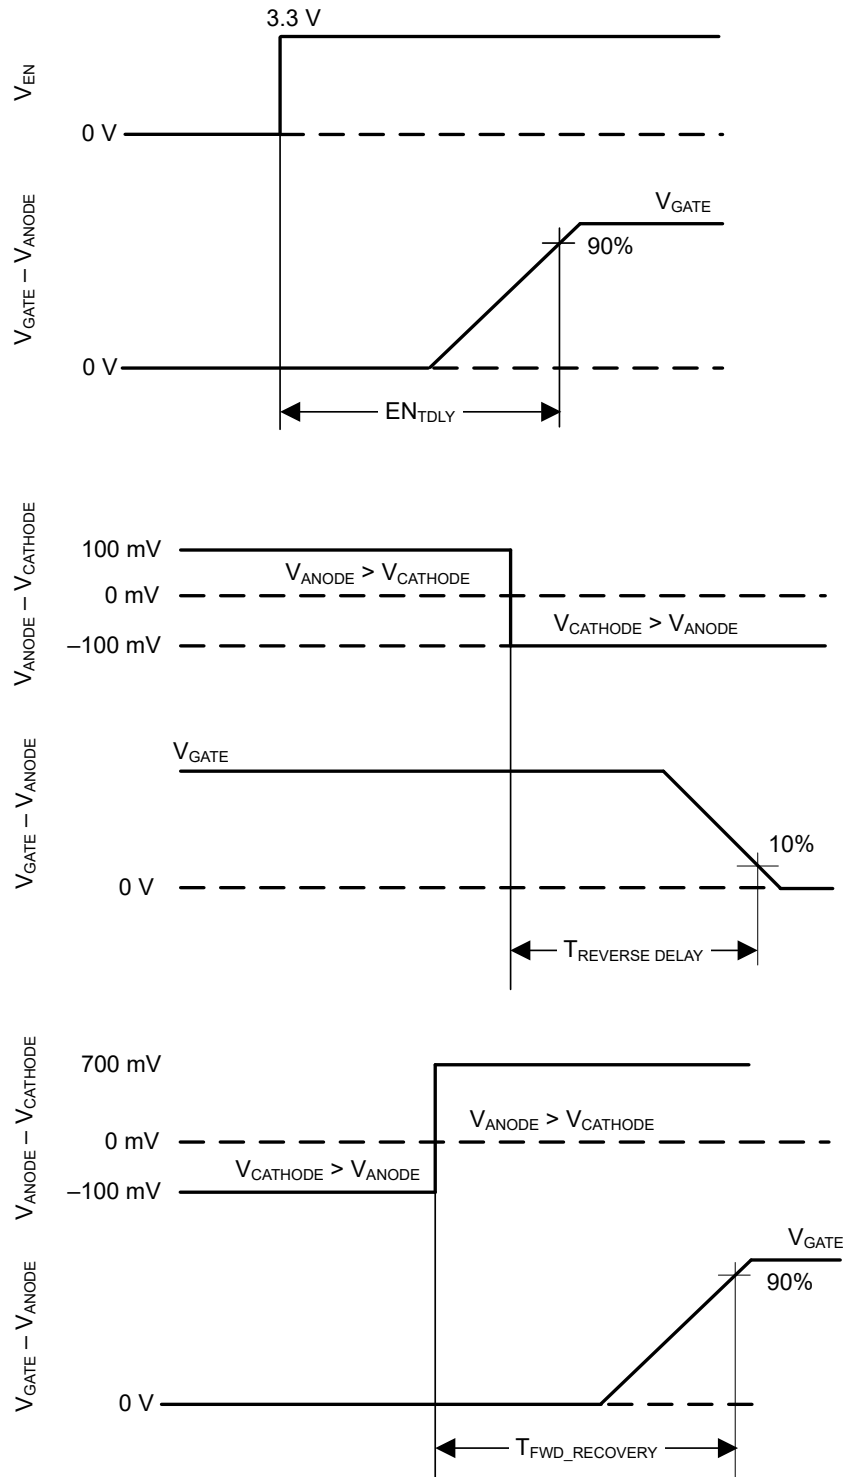 3.3 V
V_EN
0 V
V_GATE – V_ANODE
V_GATE
90%
0 V
EN_TDLY
V_ANODE – V_CATHODE
100 mV
V_ANODE > V_CATHODE
0 mV
V_CATHODE > V_ANODE
–100 mV
V_GATE – V_ANODE
V_GATE
10%
0 V
T_REVERSE DELAY
V_ANODE – V_CATHODE
700 mV
V_ANODE > V_CATHODE
0 mV
V_CATHODE > V_ANODE
–100 mV
V_GATE – V_ANODE
V_GATE
90%
0 V
T_FWD_RECOVERY